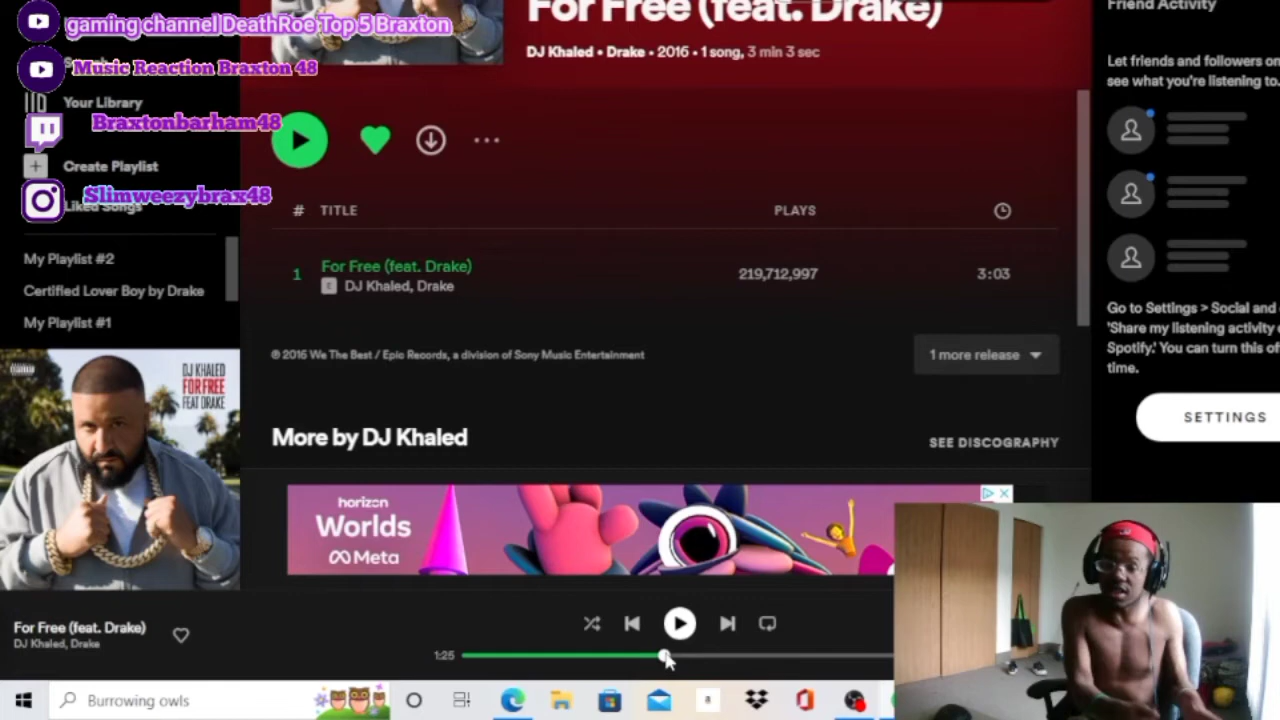 For Free (feat. Drake)
DJ Khaled • Drake • 2016 • 1 song, 3 min 3 sec
gaming channel DeathRoe Top 5 Braxton
Music Reaction Braxton 48
Your Library
Braxtonbarham48
Create Playlist
Slimweezybrax48
Liked Songs
My Playlist #2
Certified Lover Boy by Drake
My Playlist #1
# TITLE PLAYS
1 For Free (feat. Drake) 219,712,997 3:03
E DJ Khaled, Drake
℗ 2016 We The Best / Epic Records, a division of Sony Music Entertainment
1 more release
More by DJ Khaled
SEE DISCOGRAPHY
horizon
Worlds
Meta
Friend Activity
Let friends and followers on
see what you're listening to.
Go to Settings > Social and
'Share my listening activity
Spotify.' You can turn this of
time.
SETTINGS
DJ KHALED
FOR FREE
FEAT DRAKE
For Free (feat. Drake)
DJ Khaled, Drake
1:25
Burrowing owls